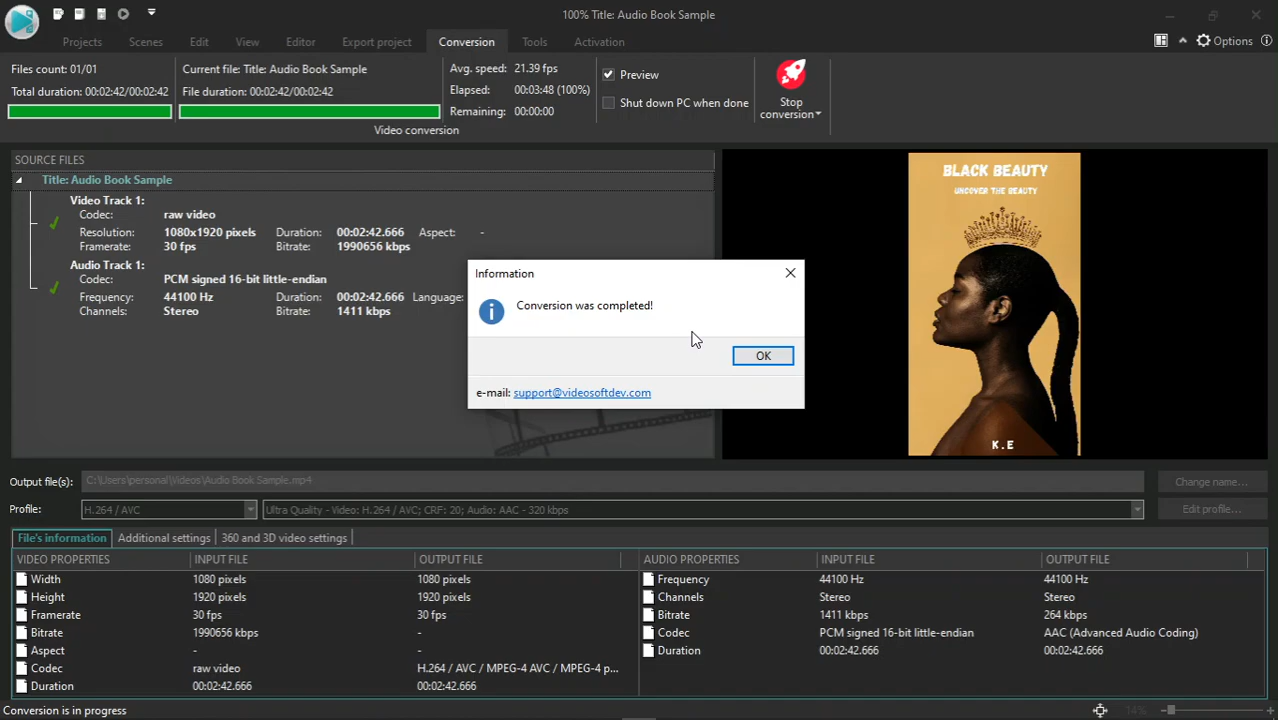 100% Title: Audio Book Sample
Projects Scenes Edit View Editor Export project Conversion Tools Activation Options
Files count: 01/01
Total duration: 00:02:42/00:02:42
Current file: Title: Audio Book Sample
File duration: 00:02:42/00:02:42
Avg. speed: 21.39 fps
Elapsed: 00:03:48 (100%)
Remaining: 00:00:00
Preview
Shut down PC when done
Stop
conversion
Video conversion
SOURCE FILES
Title: Audio Book Sample
Video Track 1:
Codec: raw video
Resolution: 1080x1920 pixels Duration: 00:02:42.666 Aspect: -
Framerate: 30 fps Bitrate: 1990656 kbps
Audio Track 1:
Codec: PCM signed 16-bit little-endian
Frequency: 44100 Hz Duration: 00:02:42.666 Language:
Channels: Stereo Bitrate: 1411 kbps
Information
Conversion was completed!
OK
e-mail: support@videosoftdev.com
BLACK BEAUTY
UNCOVER THE BEAUTY
K.E
Output file(s): C:\Users\personal\Videos\Audio Book Sample.mp4 Change name...
Profile: H.264 / AVC Ultra Quality - Video: H.264 / AVC; CRF: 20; Audio: AAC - 320 kbps Edit profile...
File's information Additional settings 360 and 3D video settings
VIDEO PROPERTIES INPUT FILE OUTPUT FILE
Width 1080 pixels 1080 pixels
Height 1920 pixels 1920 pixels
Framerate 30 fps 30 fps
Bitrate 1990656 kbps -
Aspect - -
Codec raw video H.264 / AVC / MPEG-4 AVC / MPEG-4 p...
Duration 00:02:42.666 00:02:42.666
AUDIO PROPERTIES INPUT FILE OUTPUT FILE
Frequency 44100 Hz 44100 Hz
Channels Stereo Stereo
Bitrate 1411 kbps 264 kbps
Codec PCM signed 16-bit little-endian AAC (Advanced Audio Coding)
Duration 00:02:42.666 00:02:42.666
Conversion is in progress 14%